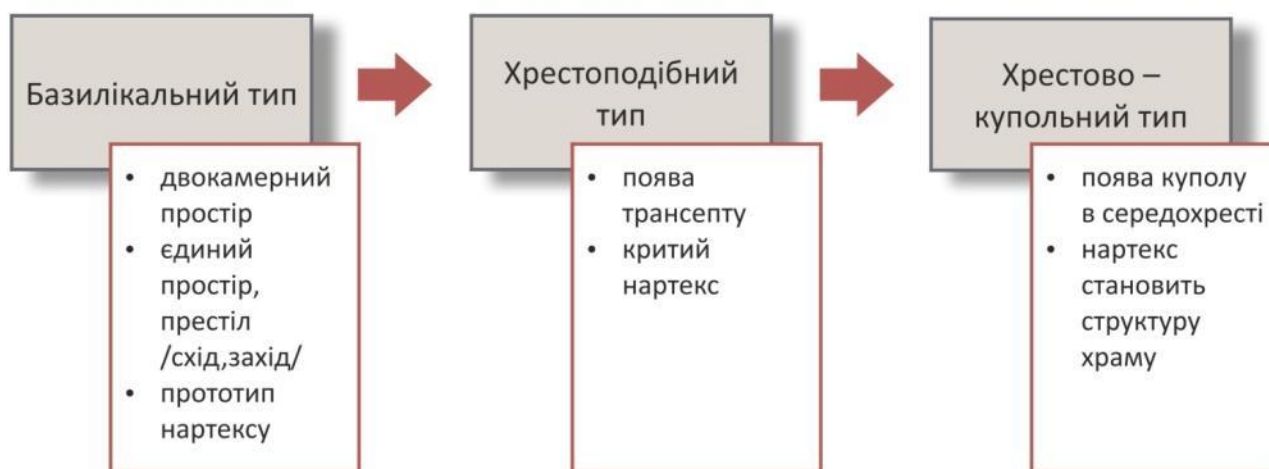 Базилікальний тип
• двокамерний
простір
• єдиний
простір,
престіл
/схід,захід/
• прототип
нартексу
Хрестоподібний
тип
• поява
трансепту
• критий
нартекс
Хрестово –
купольний тип
• поява куполу
в середохресті
• нартекс
становить
структуру
храму